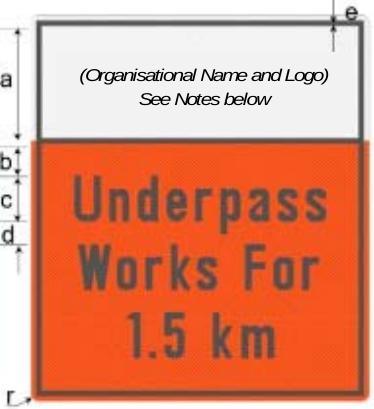 e
a
(Organisational Name and Logo)
See Notes below
b
c
d
Underpass
Works For
1.5 km
r